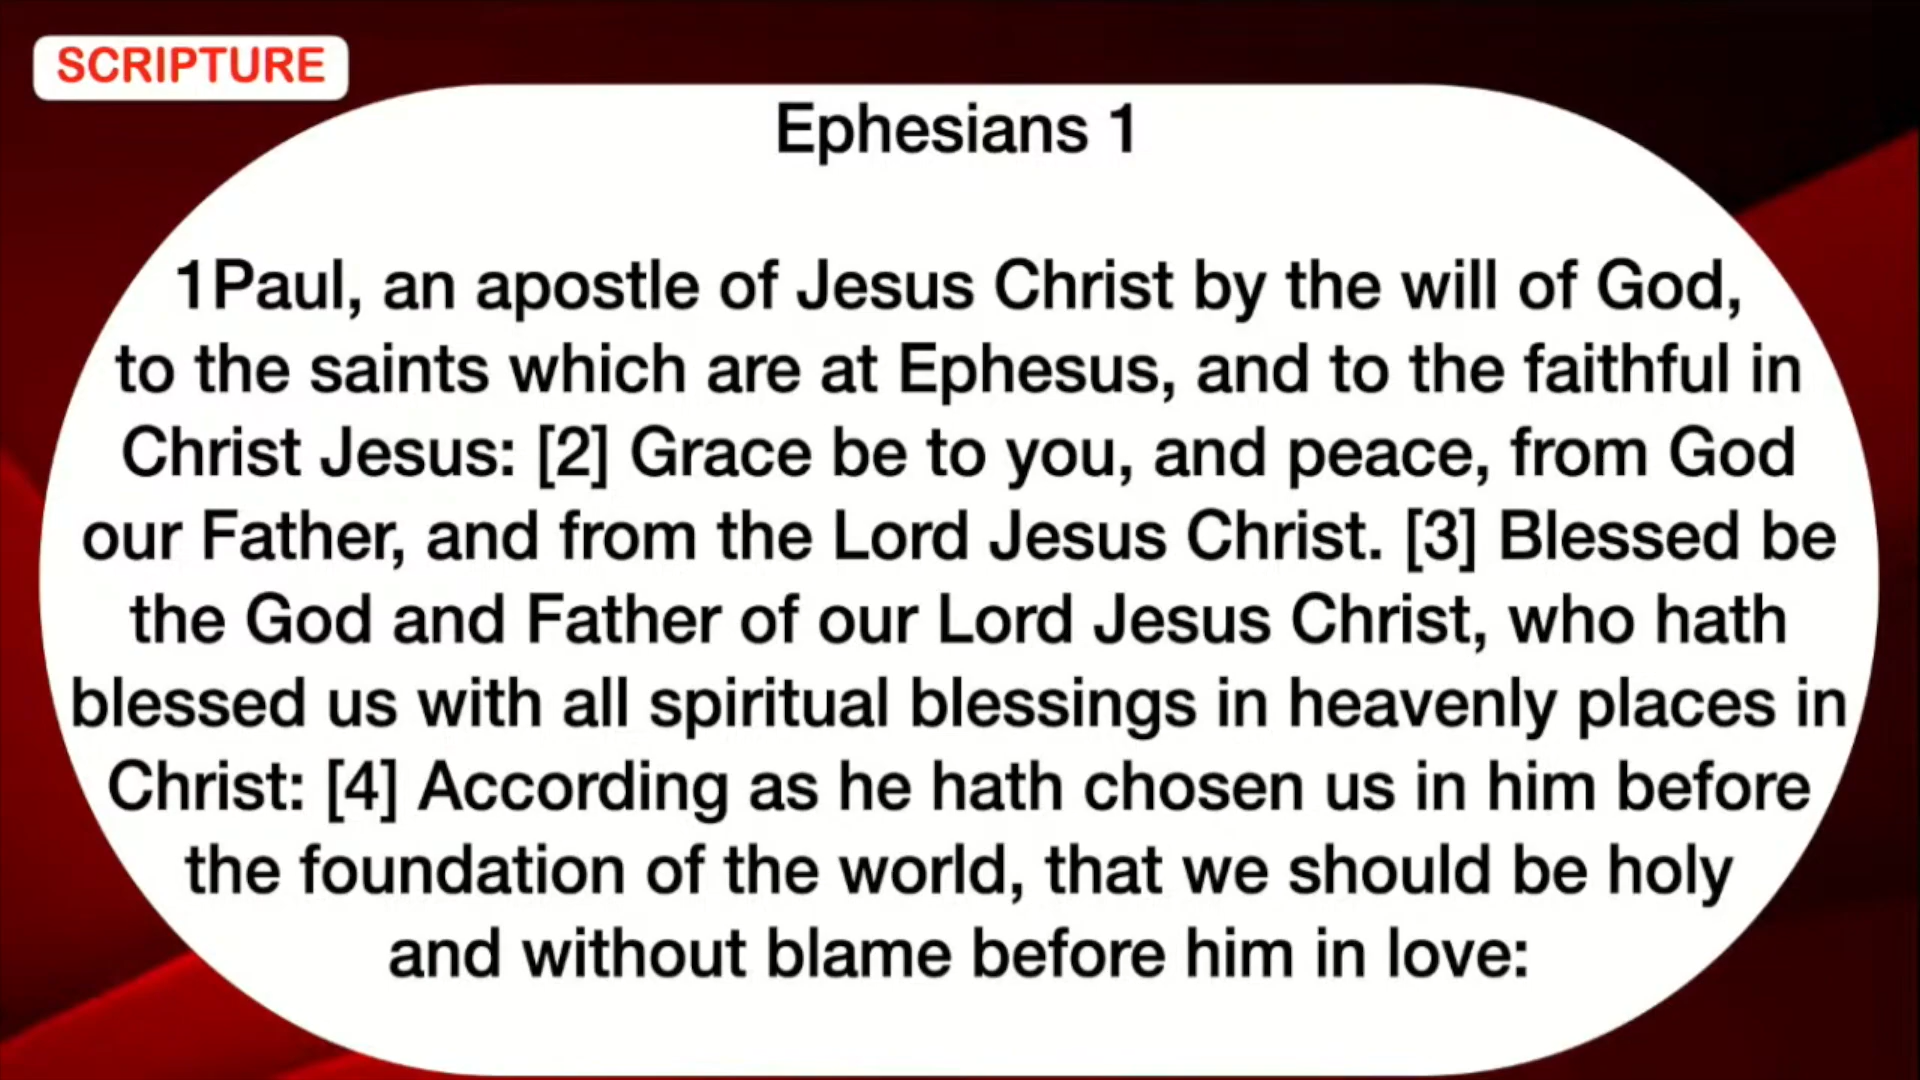 SCRIPTURE
Ephesians 1
1Paul, an apostle of Jesus Christ by the will of God,
to the saints which are at Ephesus, and to the faithful in
Christ Jesus: [2] Grace be to you, and peace, from God
our Father, and from the Lord Jesus Christ. [3] Blessed be
the God and Father of our Lord Jesus Christ, who hath
blessed us with all spiritual blessings in heavenly places in
Christ: [4] According as he hath chosen us in him before
the foundation of the world, that we should be holy
and without blame before him in love: